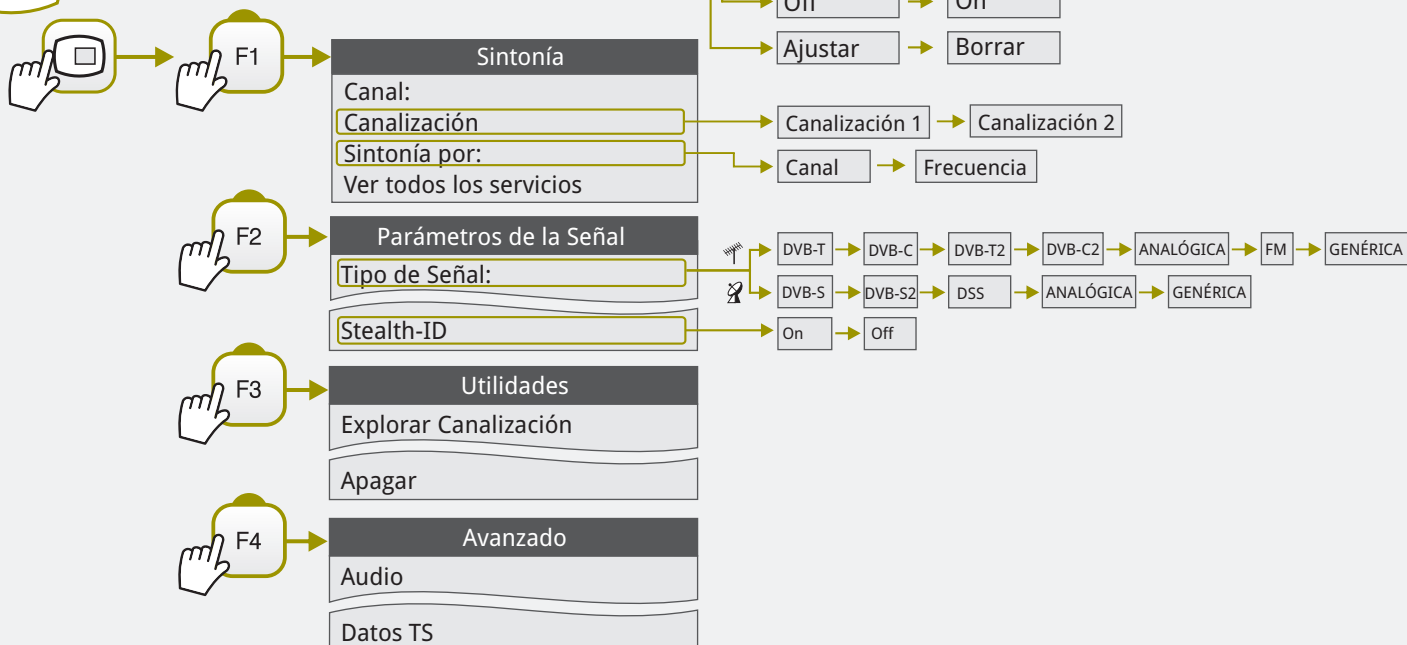 Off
On
Ajustar
Borrar
F1
Sintonía
Canal:
Canalización
Canalización 1
Canalización 2
Sintonía por:
Canal
Frecuencia
Ver todos los servicios
F2
Parámetros de la Señal
Tipo de Señal:
DVB-T
DVB-C
DVB-T2
DVB-C2
ANALÓGICA
FM
GENÉRICA
DVB-S
DVB-S2
DSS
ANALÓGICA
GENÉRICA
Stealth-ID
On
Off
F3
Utilidades
Explorar Canalización
Apagar
F4
Avanzado
Audio
Datos TS